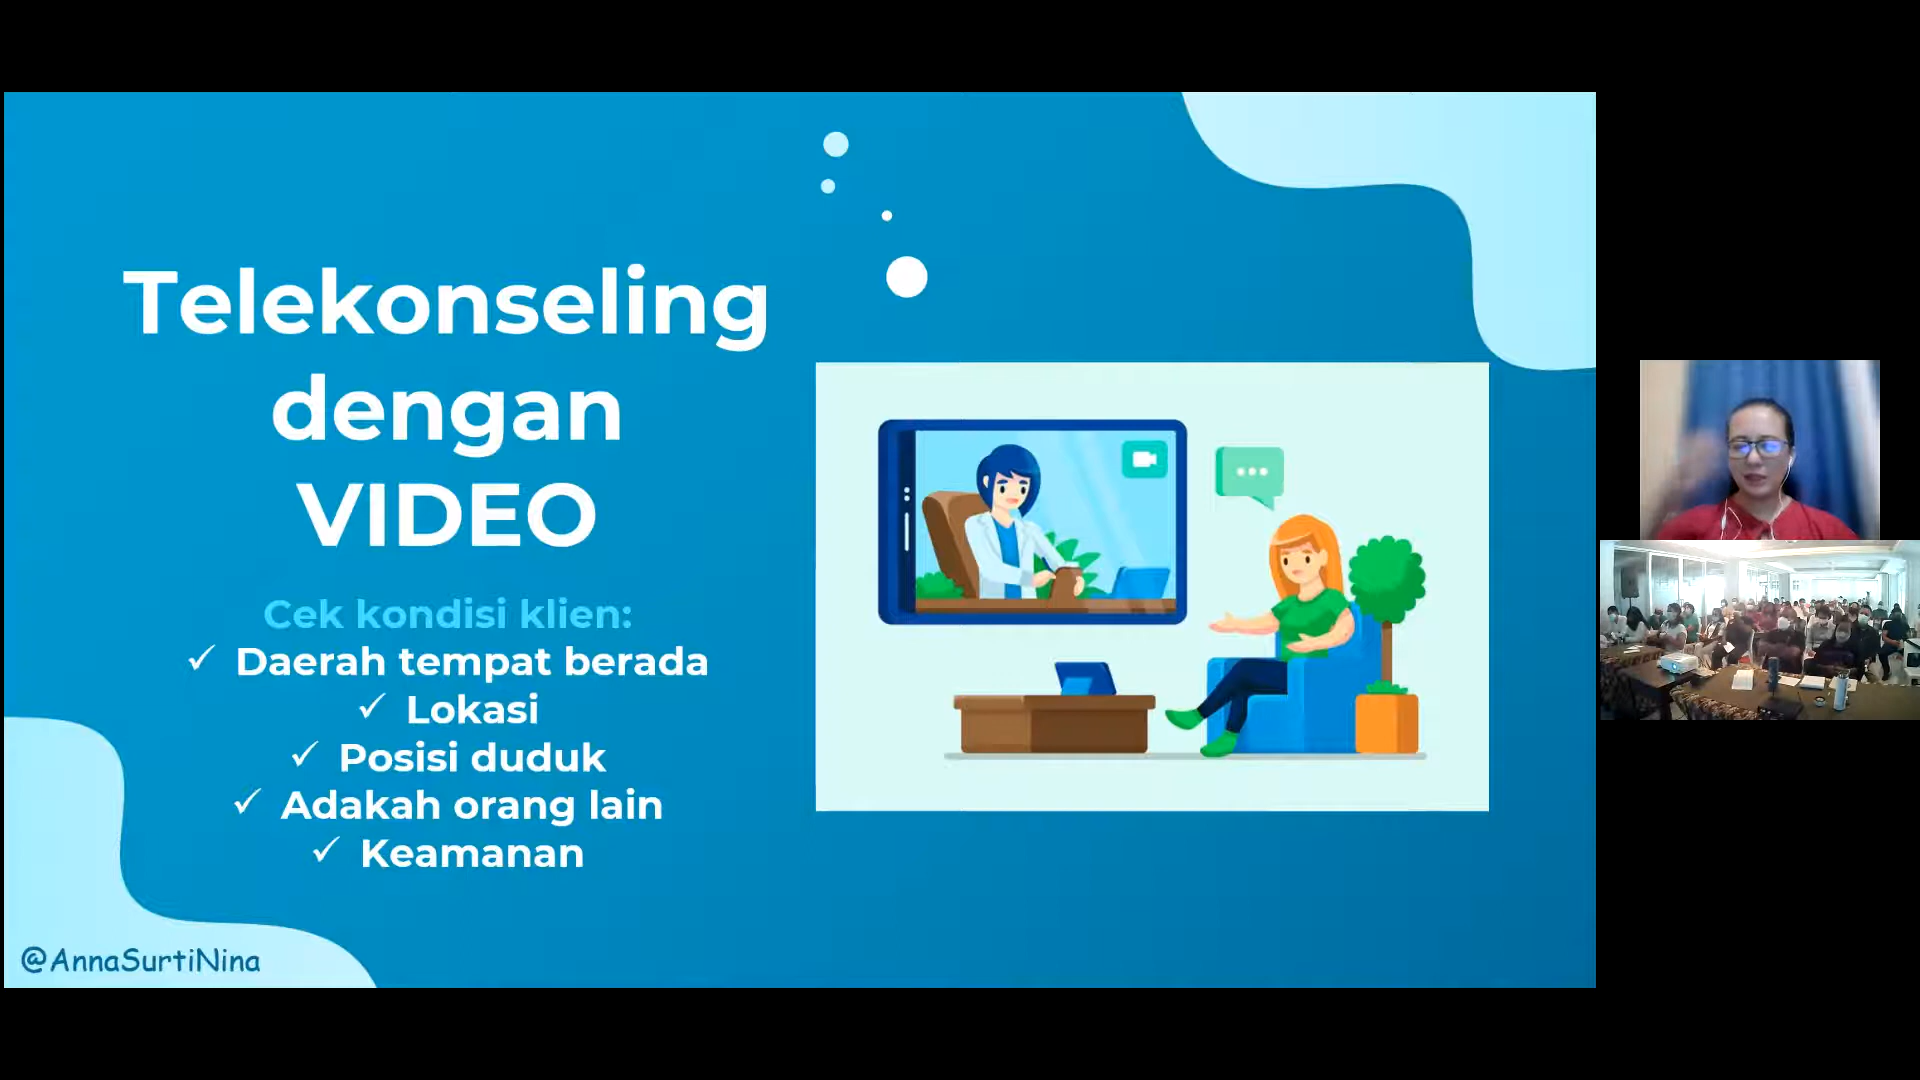 Telekonseling
dengan
VIDEO
Cek kondisi klien:
✓ Daerah tempat berada
✓ Lokasi
✓ Posisi duduk
✓ Adakah orang lain
✓ Keamanan
@AnnaSurtiNina